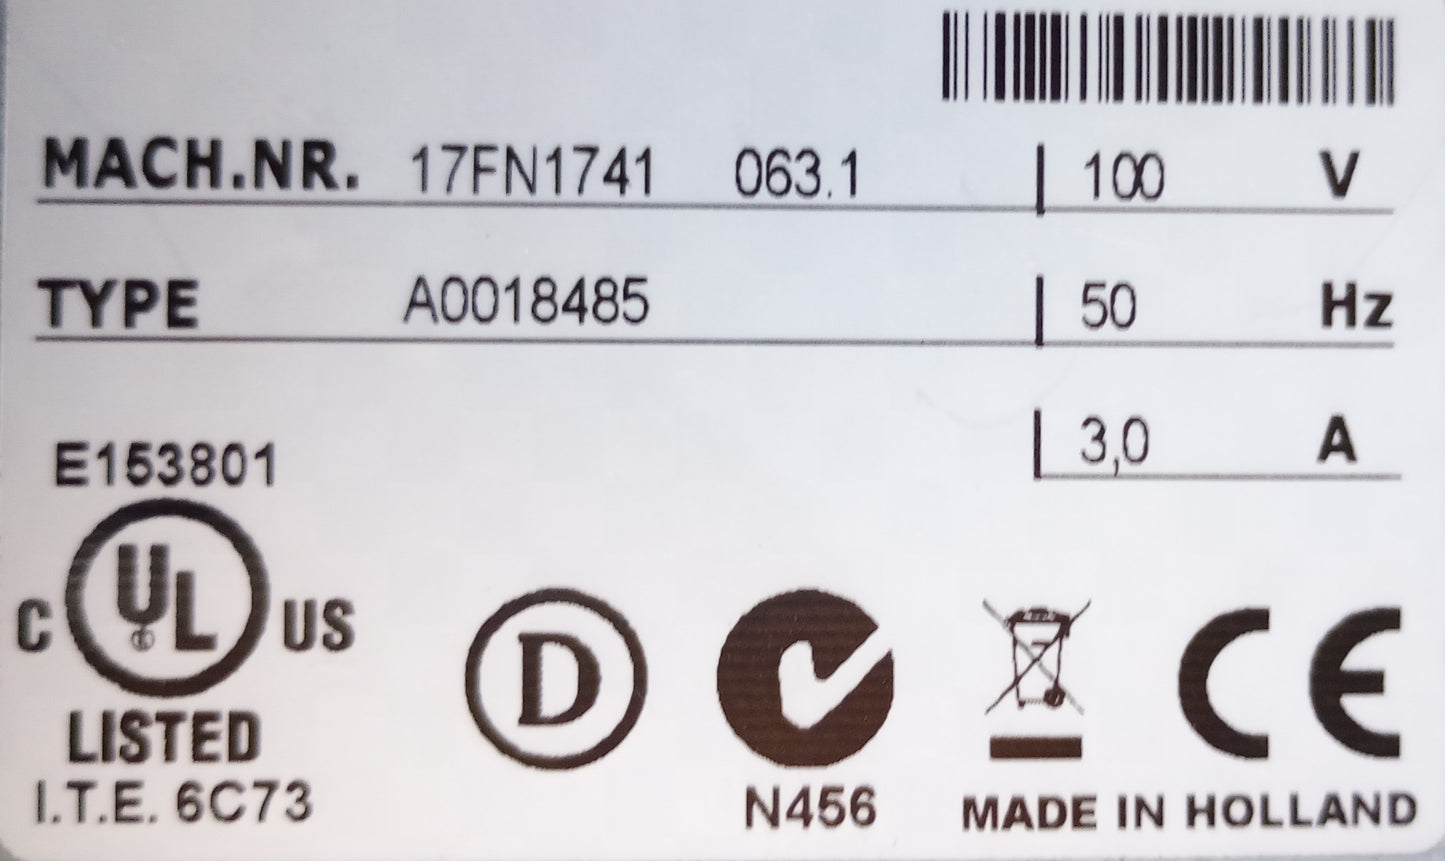 MACH.NR. 17FN1741 063.1 | 100 V
TYPE A0018485 | 50 Hz
| 3,0 A
E153801
C UL US
LISTED
I.T.E. 6C73
D
N456
CE
MADE IN HOLLAND